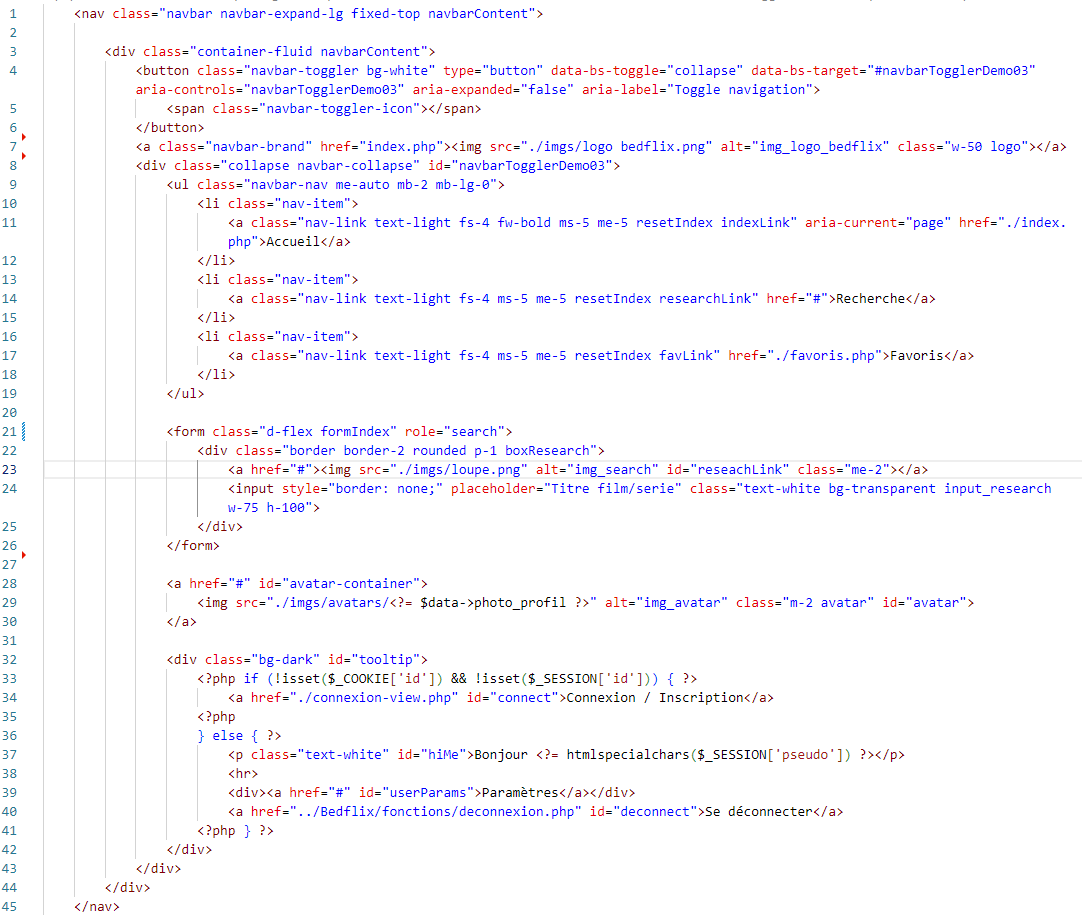 1 <nav class="navbar navbar-expand-lg fixed-top navbarContent">
2
3 <div class="container-fluid navbarContent">
4 <button class="navbar-toggler bg-white" type="button" data-bs-toggle="collapse" data-bs-target="#navbarTogglerDemo03"
aria-controls="navbarTogglerDemo03" aria-expanded="false" aria-label="Toggle navigation">
5 <span class="navbar-toggler-icon"></span>
6 </button>
7 <a class="navbar-brand" href="index.php"><img src="./imgs/logo bedflix.png" alt="img_logo_bedflix" class="w-50 logo"></a>
8 <div class="collapse navbar-collapse" id="navbarTogglerDemo03">
9 <ul class="navbar-nav me-auto mb-2 mb-lg-0">
10 <li class="nav-item">
11 <a class="nav-link text-light fs-4 fw-bold ms-5 me-5 resetIndex indexLink" aria-current="page" href="./index.
php">Accueil</a>
12 </li>
13 <li class="nav-item">
14 <a class="nav-link text-light fs-4 ms-5 me-5 resetIndex researchLink" href="#">Recherche</a>
15 </li>
16 <li class="nav-item">
17 <a class="nav-link text-light fs-4 ms-5 me-5 resetIndex favLink" href="./favoris.php">Favoris</a>
18 </li>
19 </ul>
20
21 <form class="d-flex formIndex" role="search">
22 <div class="border border-2 rounded p-1 boxResearch">
23 <a href="#"><img src="./imgs/loupe.png" alt="img_search" id="reseachLink" class="me-2"></a>
24 <input style="border: none;" placeholder="Titre film/serie" class="text-white bg-transparent input_research
w-75 h-100">
25 </div>
26 </form>
27
28 <a href="#" id="avatar-container">
29 <img src="./imgs/avatars/<?= $data->photo_profil ?>" alt="img_avatar" class="m-2 avatar" id="avatar">
30 </a>
31
32 <div class="bg-dark" id="tooltip">
33 <?php if (!isset($_COOKIE['id']) && !isset($_SESSION['id'])) { ?>
34 <a href="./connexion-view.php" id="connect">Connexion / Inscription</a>
35 <?php
36 } else { ?>
37 <p class="text-white" id="hiMe">Bonjour <?= htmlspecialchars($_SESSION['pseudo']) ?></p>
38 <hr>
39 <div><a href="#" id="userParams">Paramètres</a></div>
40 <a href="../Bedflix/fonctions/deconnexion.php" id="deconnect">Se déconnecter</a>
41 <?php } ?>
42 </div>
43 </div>
44 </div>
45 </nav>